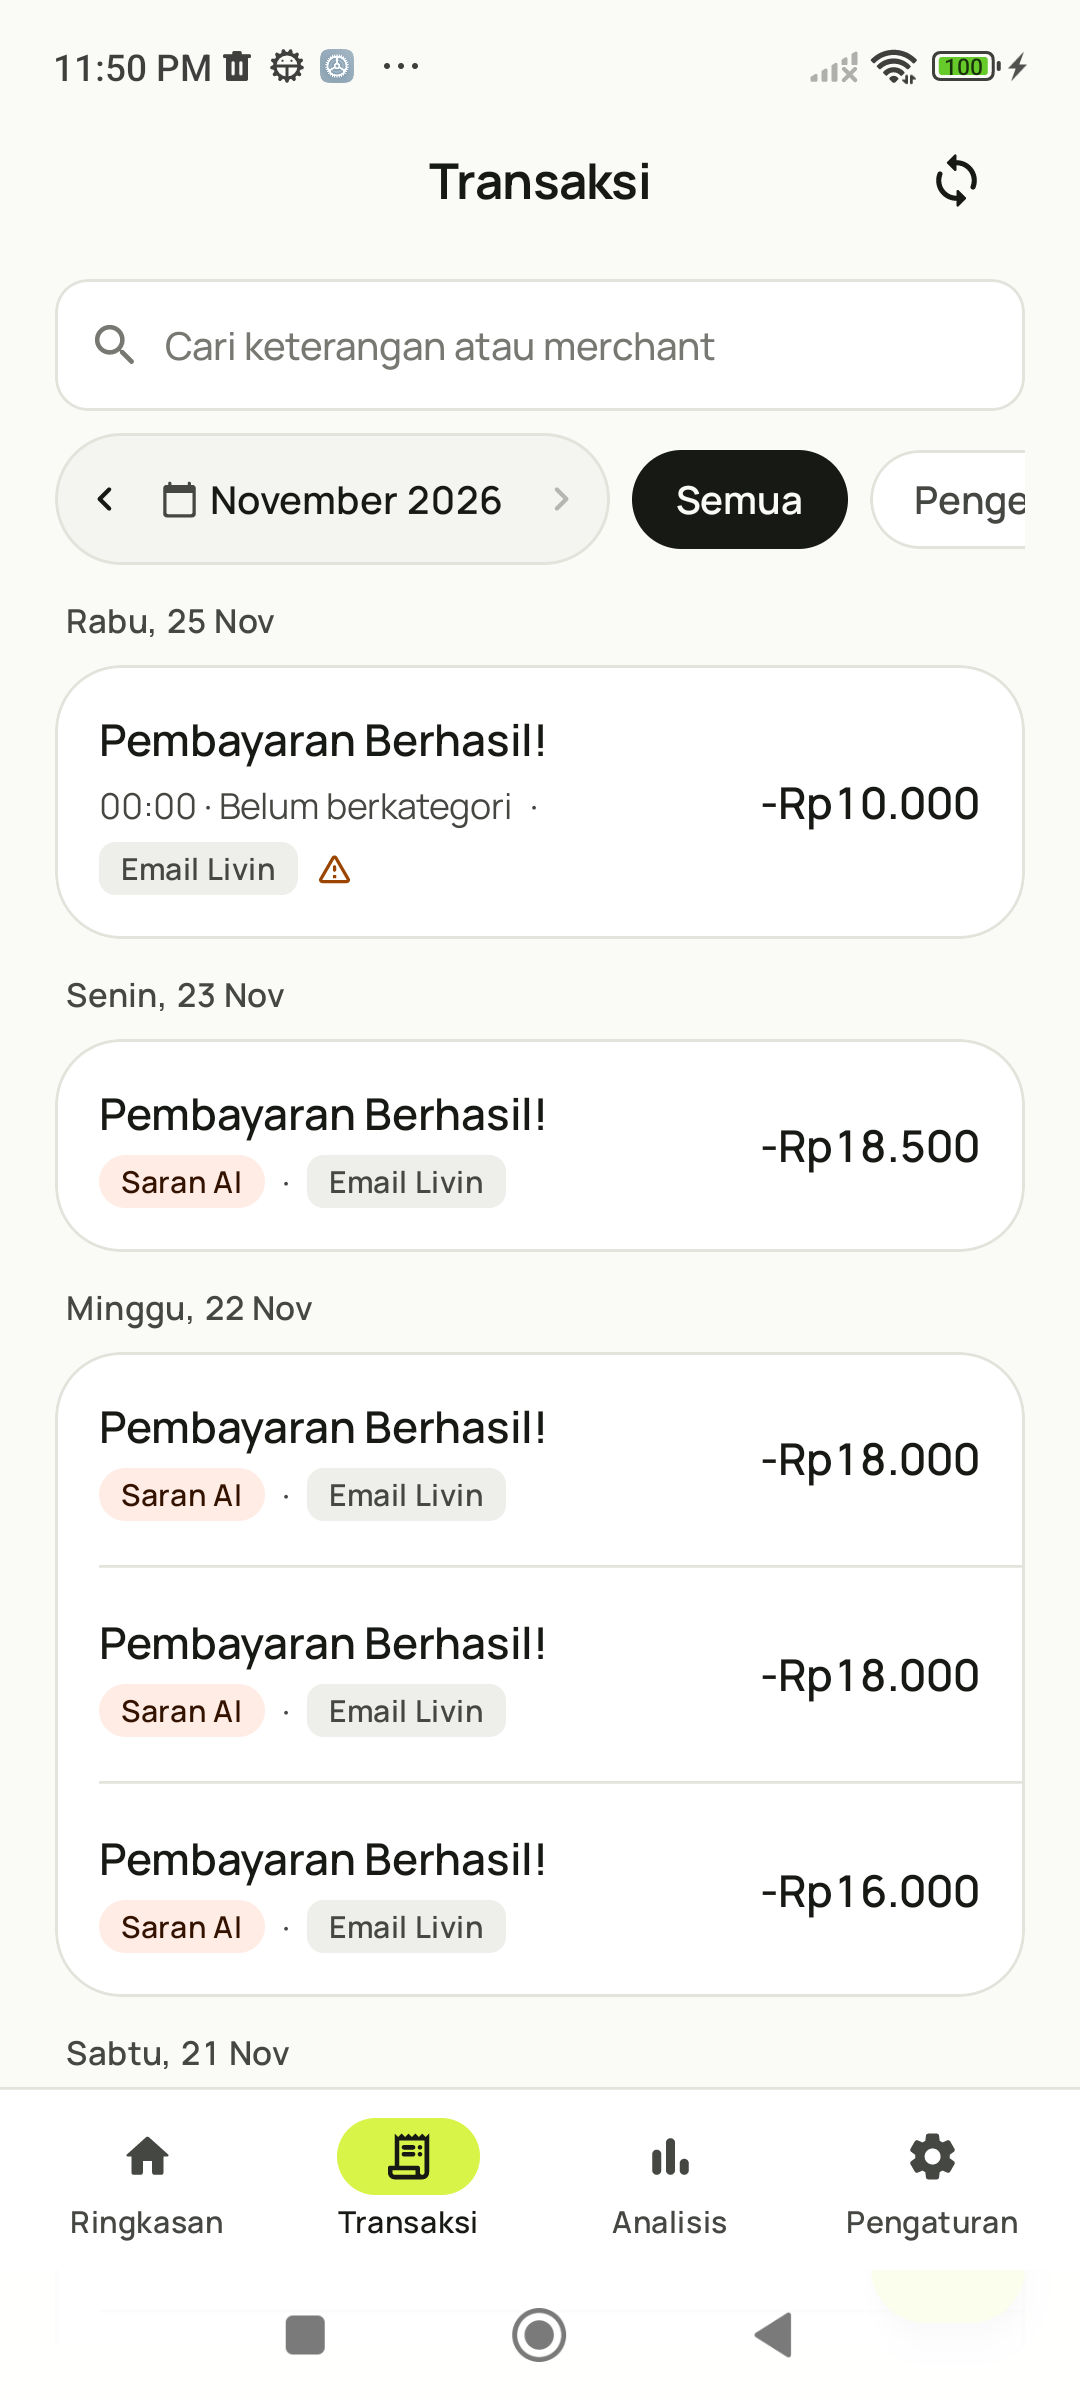 11:50 PM
100
Transaksi
Cari keterangan atau merchant
November 2026
Semua
Penge
Rabu, 25 Nov
Pembayaran Berhasil!
00:00 · Belum berkategori ·
-Rp10.000
Email Livin
Senin, 23 Nov
Pembayaran Berhasil!
-Rp18.500
Saran AI · Email Livin
Minggu, 22 Nov
Pembayaran Berhasil!
-Rp18.000
Saran AI · Email Livin
Pembayaran Berhasil!
-Rp18.000
Saran AI · Email Livin
Pembayaran Berhasil!
-Rp16.000
Saran AI · Email Livin
Sabtu, 21 Nov
Ringkasan
Transaksi
Analisis
Pengaturan